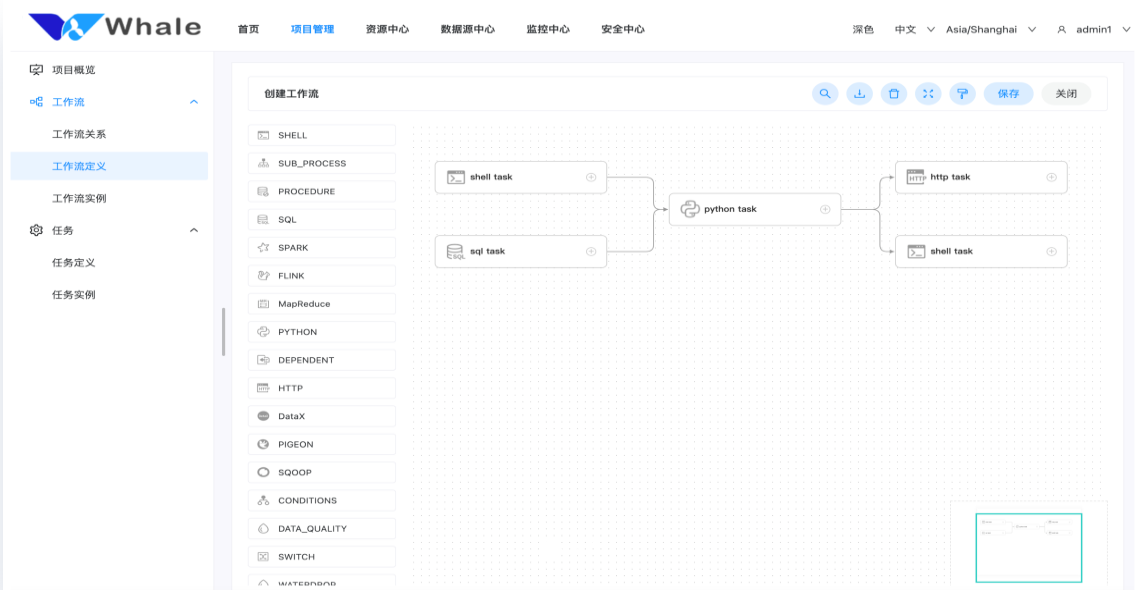 Whale
首页
项目管理
资源中心
数据源中心
监控中心
安全中心
深色
中文
Asia/Shanghai
admin1
项目概览
工作流
工作流关系
工作流定义
工作流实例
任务
任务定义
任务实例
创建工作流
保存
关闭
SHELL
SUB_PROCESS
PROCEDURE
SQL
SPARK
FLINK
MapReduce
PYTHON
DEPENDENT
HTTP
DataX
PIGEON
SQOOP
CONDITIONS
DATA_QUALITY
SWITCH
WATERDROP
shell task
SQL
sql task
python task
HTTP
http task
shell task